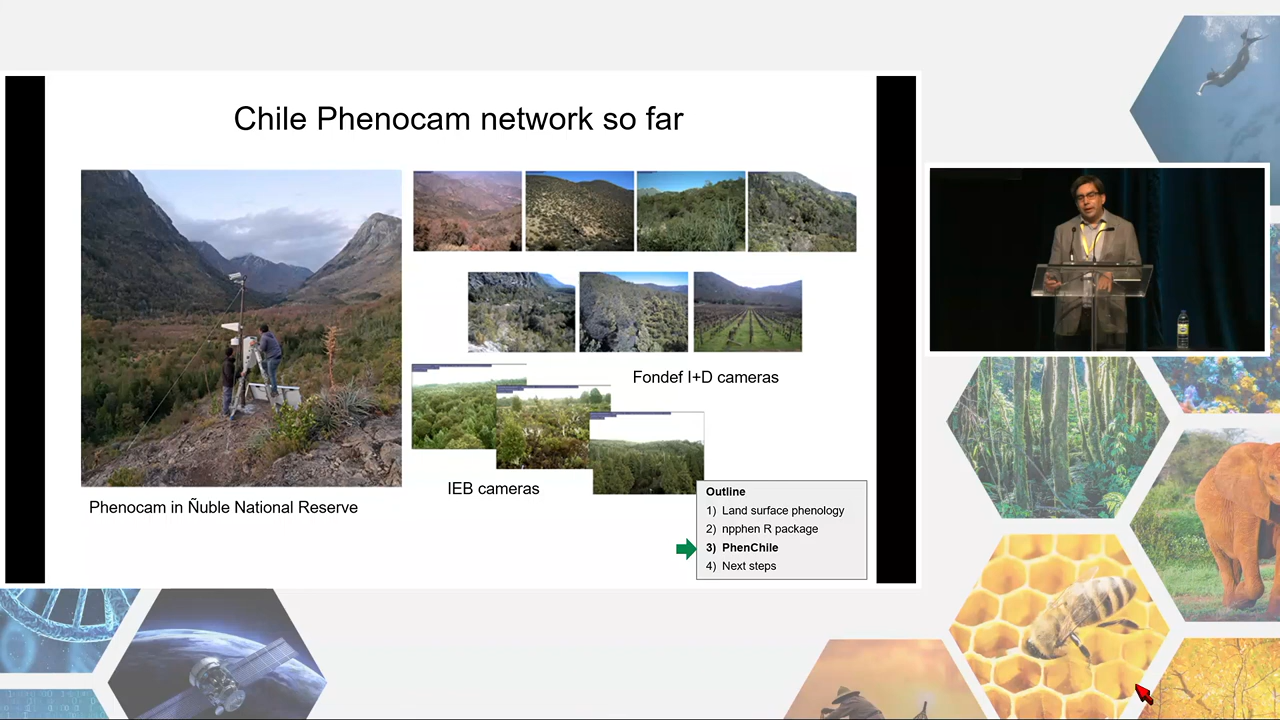 Chile Phenocam network so far
Fondef I+D cameras
IEB cameras
Phenocam in Ñuble National Reserve
Outline
1) Land surface phenology
2) npphen R package
3) PhenChile
4) Next steps